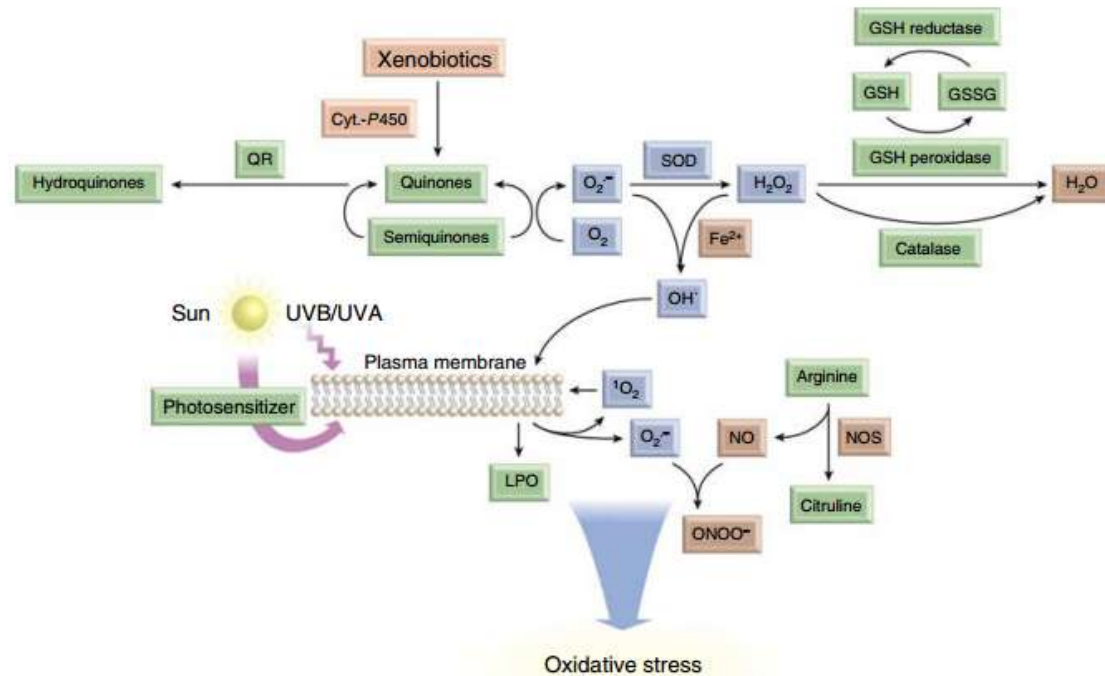 GSH reductase
Xenobiotics
GSH
GSSG
Cyt.-P450
GSH peroxidase
QR
SOD
Hydroquinones
Quinones
O₂·⁻
H₂O₂
H₂O
Semiquinones
O₂
Fe²⁺
Catalase
OH·
Sun
UVB/UVA
Plasma membrane
Photosensitizer
¹O₂
Arginine
O₂·⁻
NO
NOS
LPO
Citruline
ONOO⁻
Oxidative stress